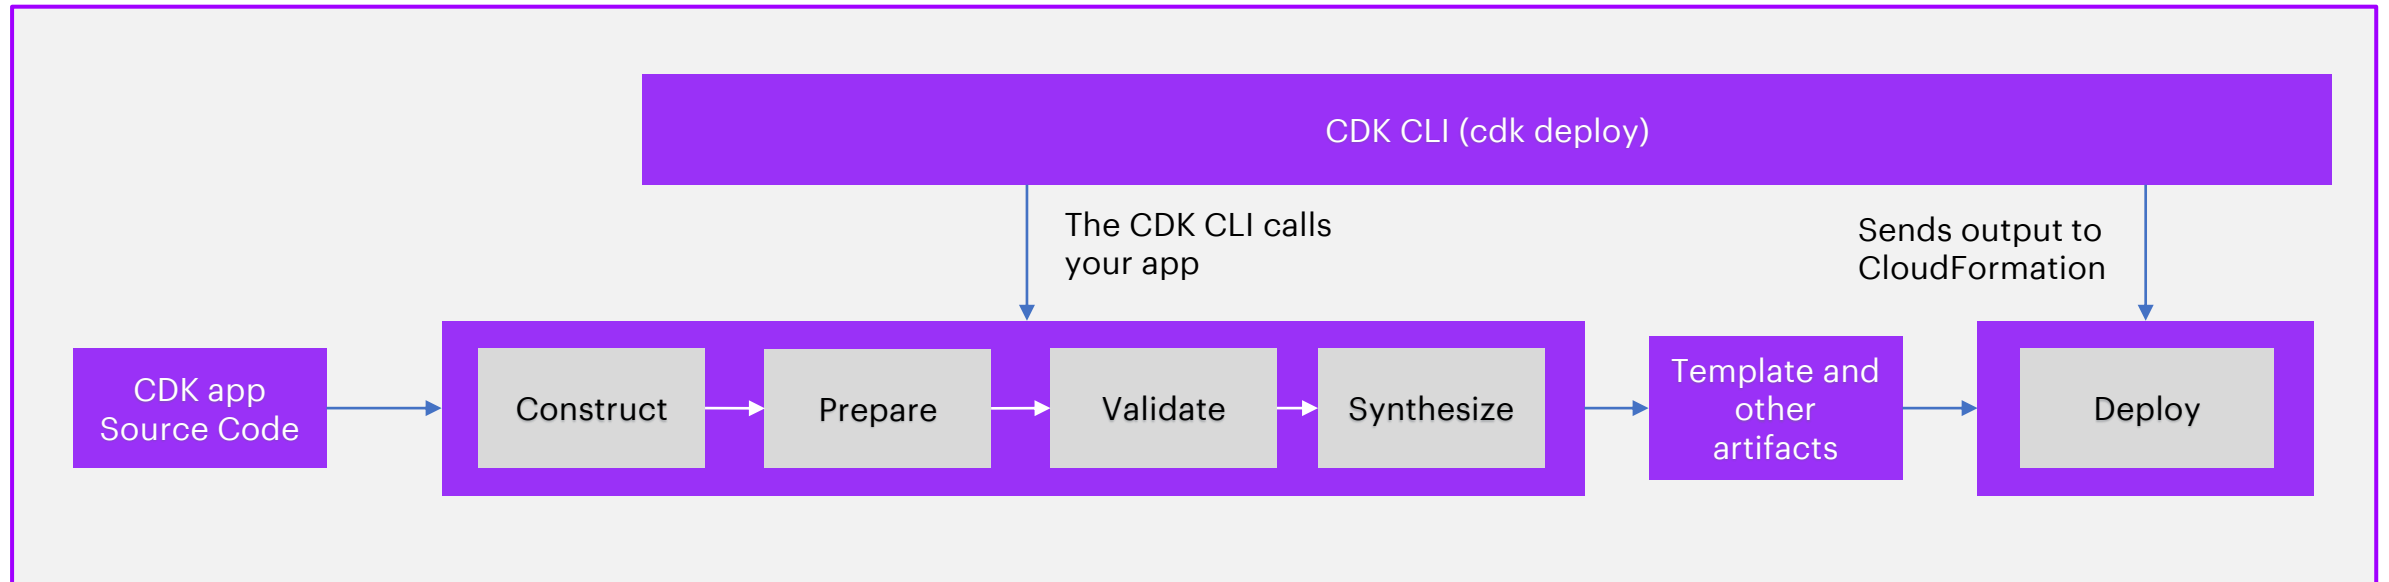 CDK CLI (cdk deploy)
The CDK CLI calls
your app
Sends output to
CloudFormation
CDK app
Source Code
Construct
Prepare
Validate
Synthesize
Template and
other
artifacts
Deploy